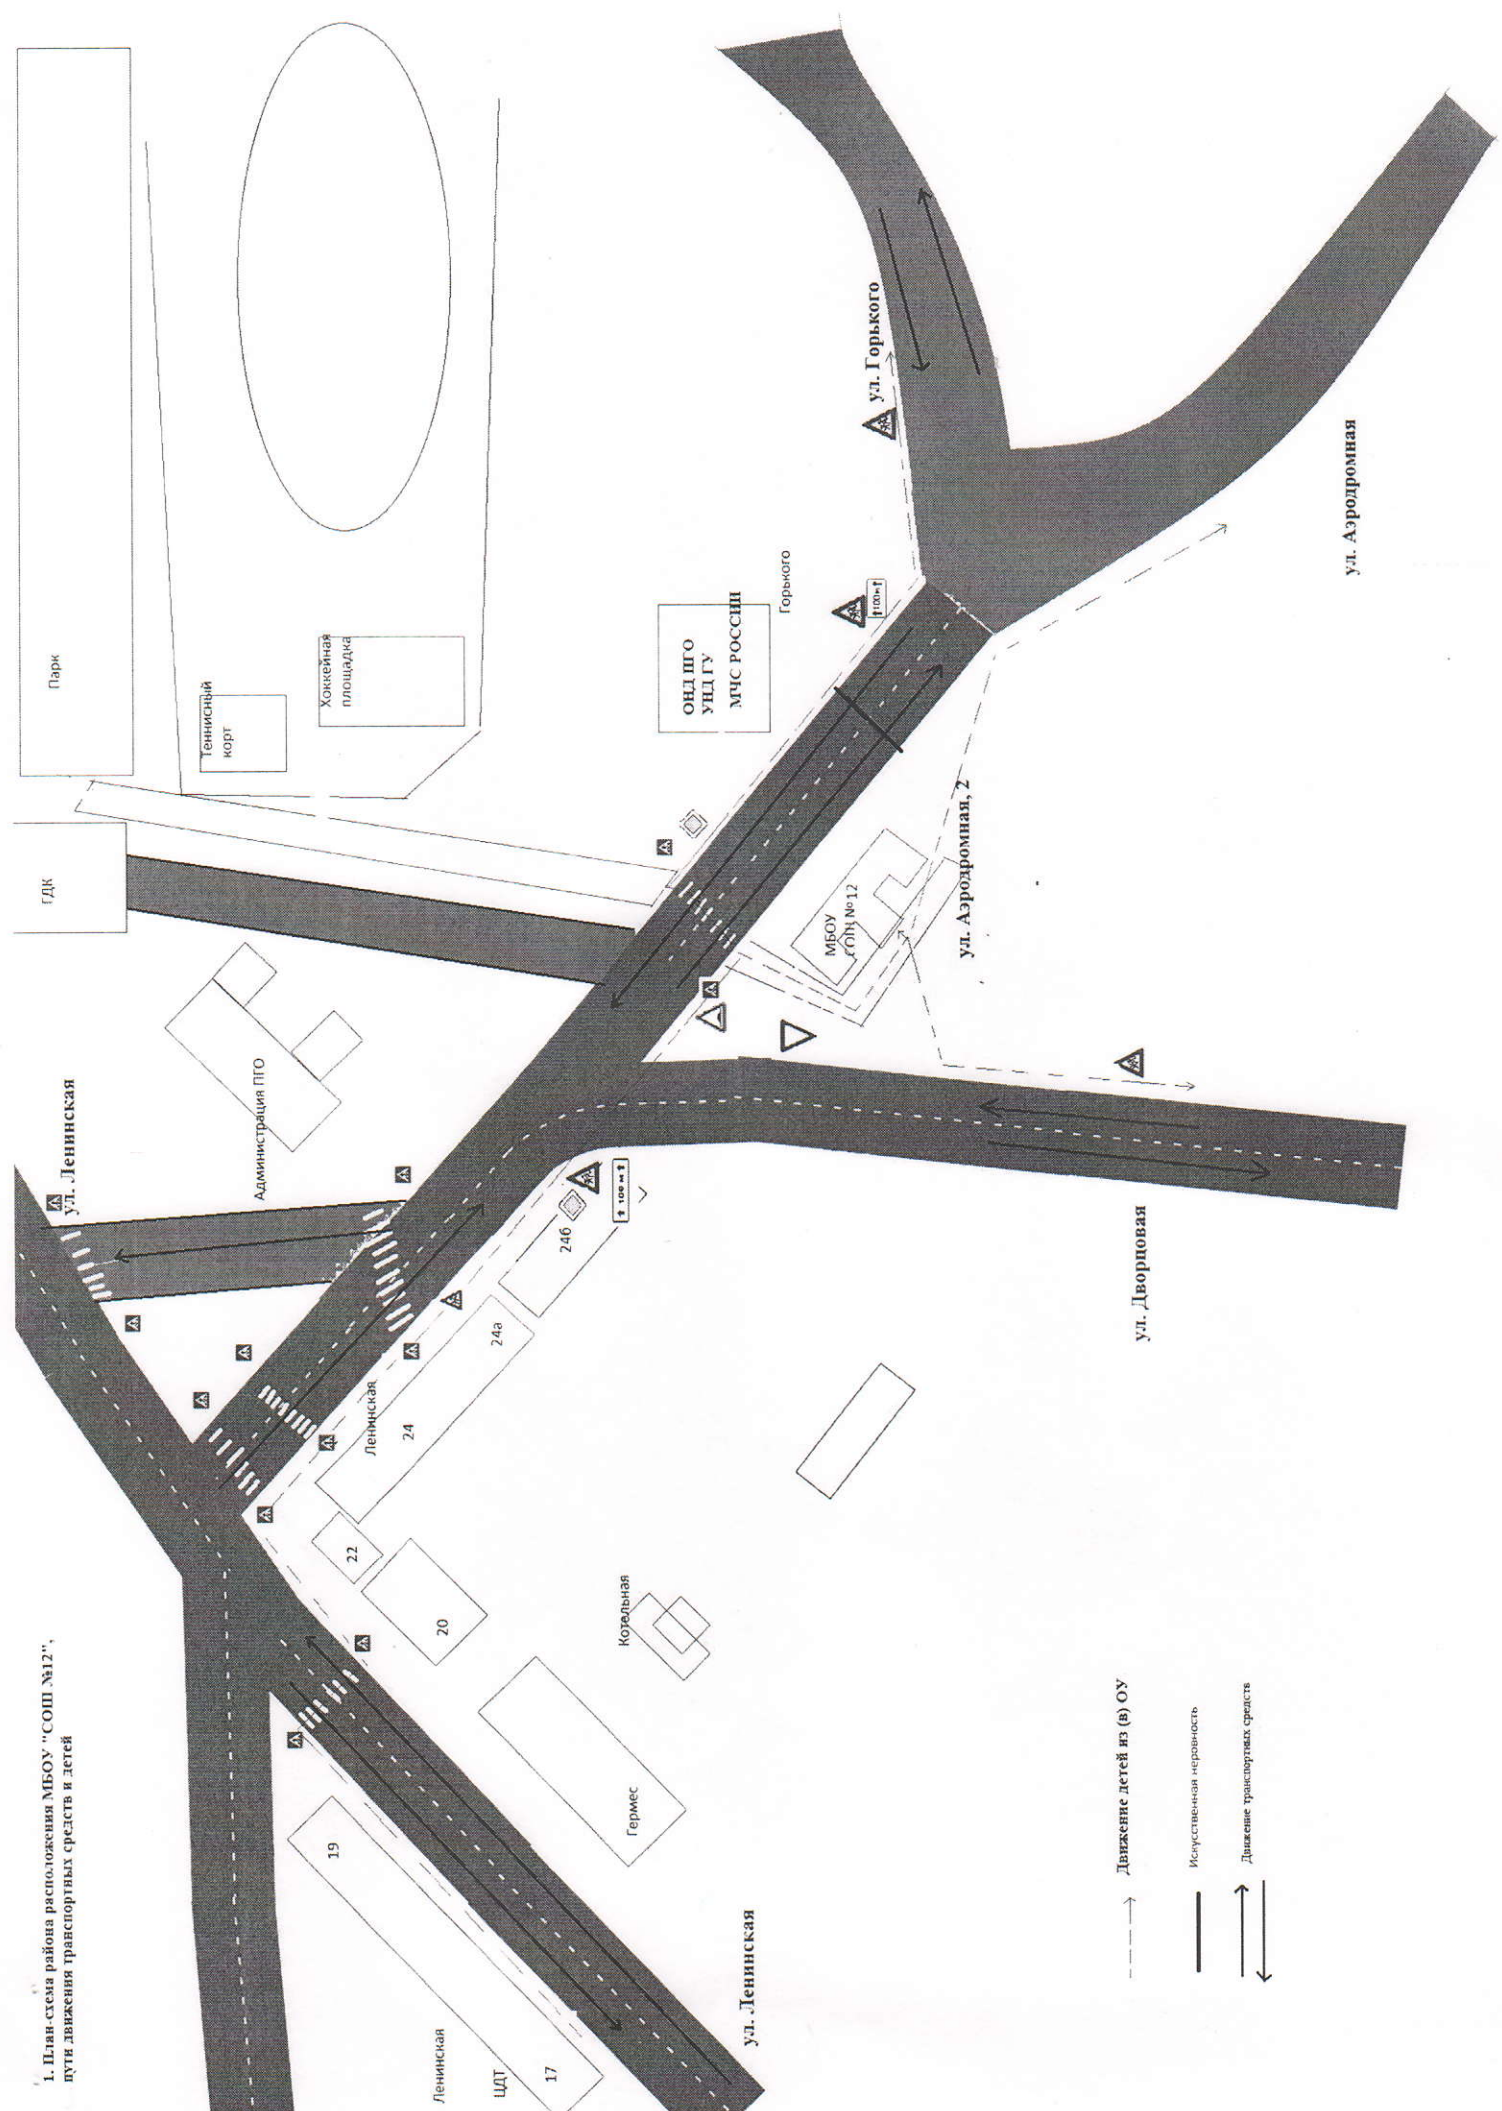 1. План-схема района расположения МБОУ "СОШ №12",
пути движения транспортных средств и детей
Парк
ГДК
Теннисный
корт
Хоккейная
площадка
ул. Ленинская
Администрация ПГО
ОНД ПГО
УНД ГУ
МЧС РОССИИ
Горького
ул. Горького
100 м
ул. Аэродромная
ул. Аэродромная, 2
МБОУ
СОШ №12
100 м
24б
24а
Ленинская
24
22
20
ул. Дворцовая
Котельная
Гермес
19
Ленинская
ЦДТ
17
ул. Ленинская
Движение детей из (в) ОУ
Искусственная неровность
Движение транспортных средств